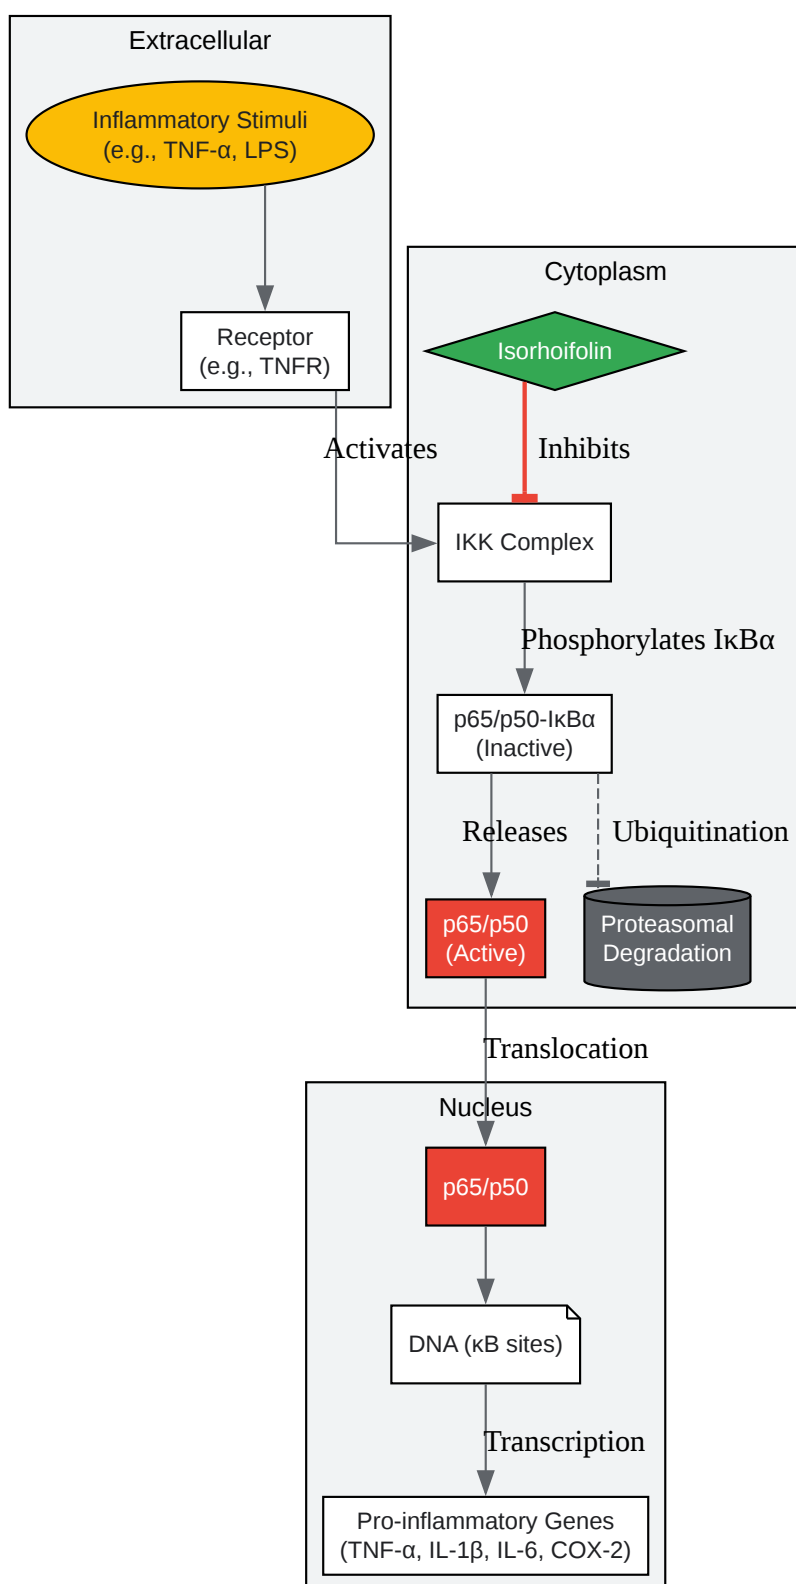 Extracellular
Inflammatory Stimuli
(e.g., TNF-α, LPS)
Receptor
(e.g., TNFR)
Cytoplasm
Isorhoifolin
Activates
Inhibits
IKK Complex
Phosphorylates IκBα
p65/p50-IκBα
(Inactive)
Releases
Ubiquitination
p65/p50
(Active)
Proteasomal
Degradation
Translocation
Nucleus
p65/p50
DNA (κB sites)
Transcription
Pro-inflammatory Genes
(TNF-α, IL-1β, IL-6, COX-2)